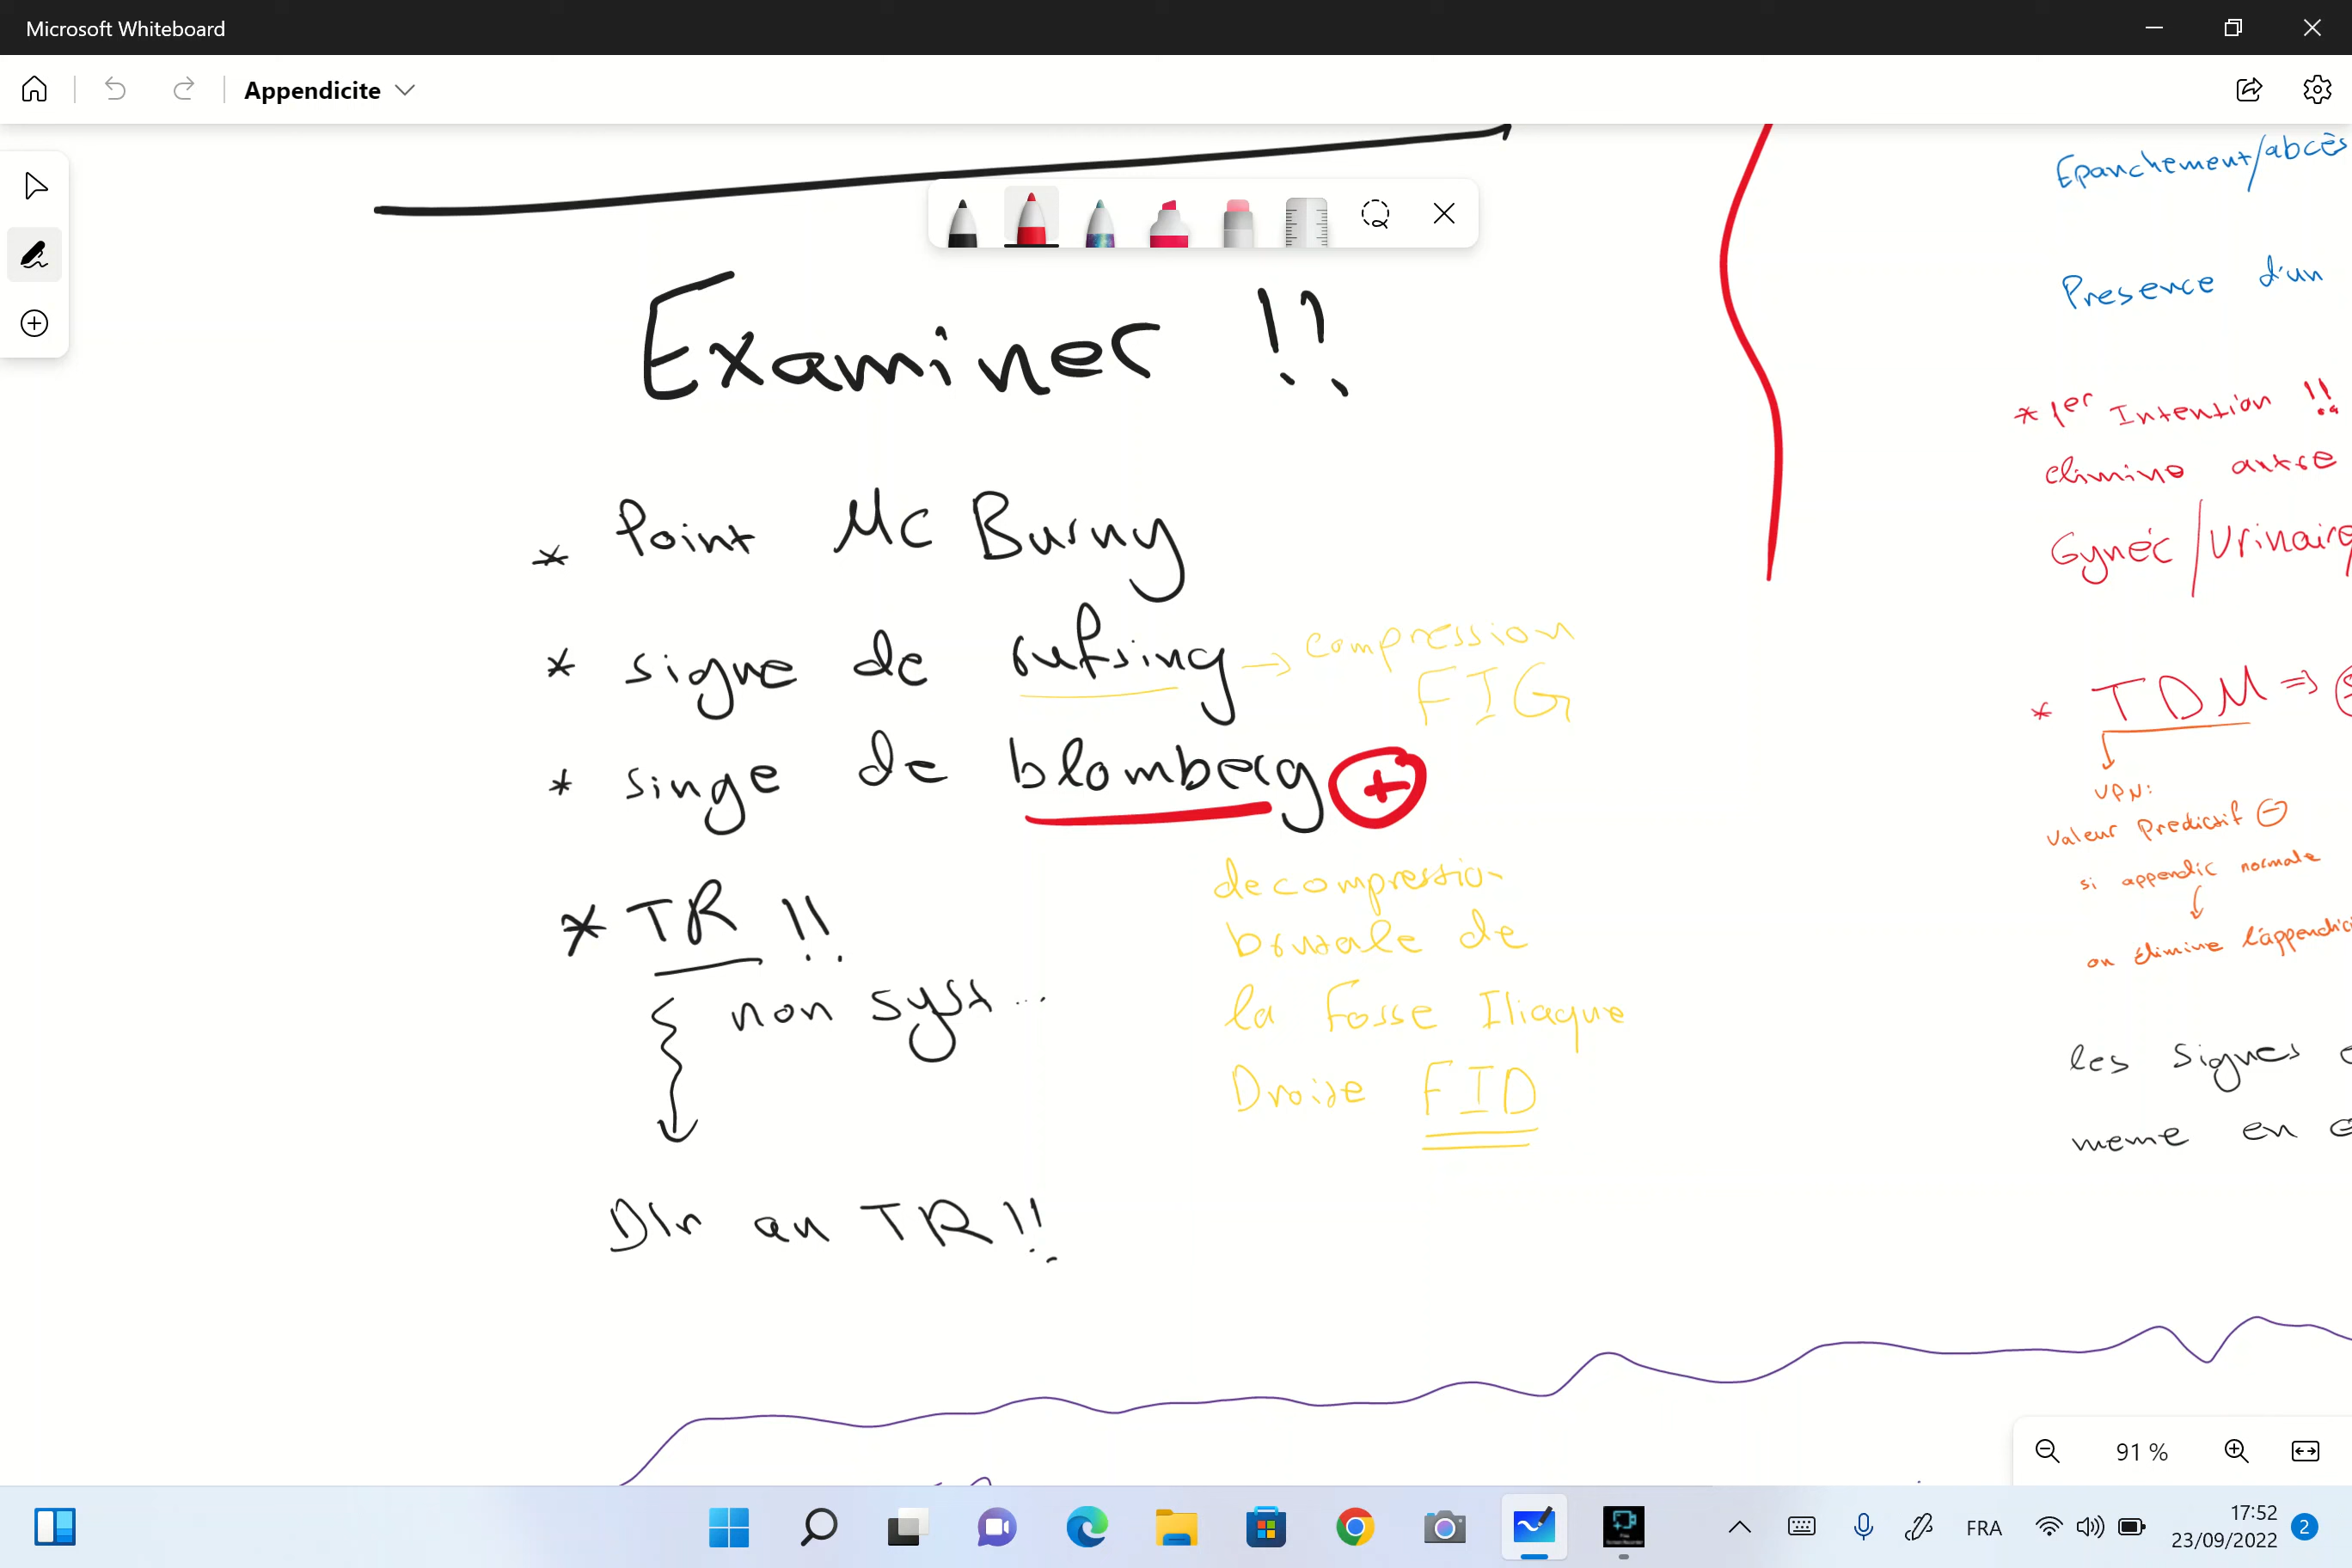 Microsoft Whiteboard
Appendicite
Examiner !!
* Point Mc Burny
* signe de rufsing → compression
FIG
* singe de blomberg +
decompressio-
brutale de
la Fosse Iliaque
Droite FID
* TR !!
non syst ...
Dlr au TR !!
Epanchement/abcès
Presence d'un
* 1er Intention !!
elimine autre
Gynéc/Urinaire/
* TDM =>
VPN:
Valeur Predictif -
si appendic normale
on élimine l'appendic
les signes
meme en
91 %
FRA
17:52
23/09/2022
2